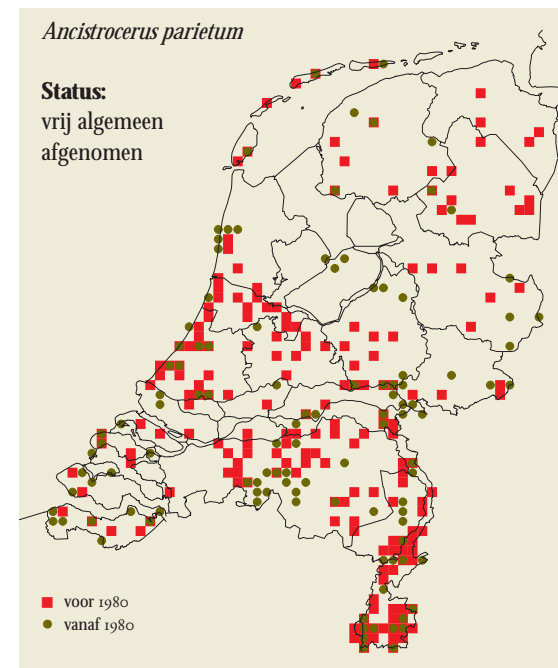 Ancistrocerus parietum
Status:
vrij algemeen
afgenomen
voor 1980
vanaf 1980